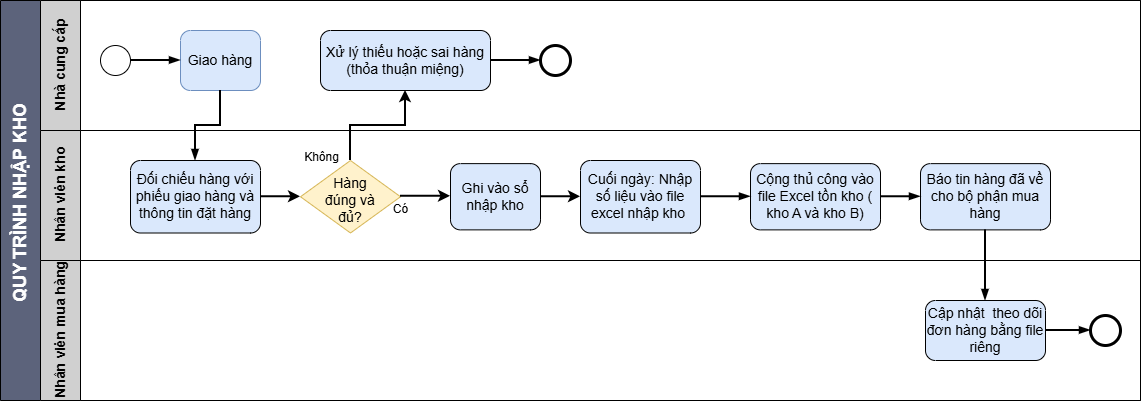 QUY TRÌNH NHẬP KHO
Nhà cung cấp
Giao hàng
Xử lý thiếu hoặc sai hàng
(thỏa thuận miệng)
Nhân viên kho
Đối chiếu hàng với
phiếu giao hàng và
thông tin đặt hàng
Không
Hàng
đúng và
đủ?
Có
Ghi vào sổ
nhập kho
Cuối ngày: Nhập
số liệu vào file
excel nhập kho
Cộng thủ công vào
file Excel tồn kho (
kho A và kho B)
Báo tin hàng đã về
cho bộ phận mua
hàng
Nhân viên mua hàng
Cập nhật  theo dõi
đơn hàng bằng file
riêng